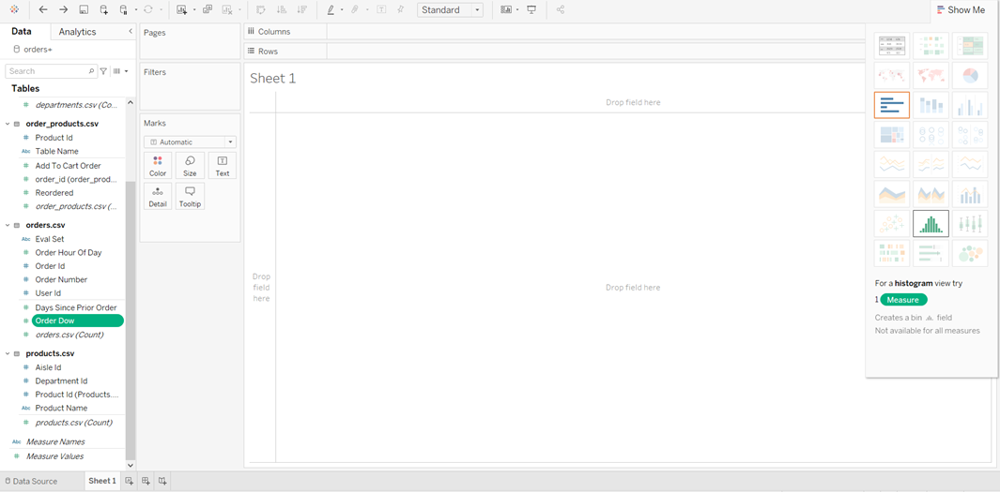 Standard
Show Me
Data
Analytics
orders+
Search
Tables
departments.csv (Co...
order_products.csv
Product Id
Abc Table Name
Add To Cart Order
order_id (order_prod...
Reordered
order_products.csv (...
orders.csv
Abc Eval Set
Order Hour Of Day
Order Id
Order Number
User Id
Days Since Prior Order
Order Dow
orders.csv (Count)
products.csv
Aisle Id
Department Id
Product Id (Products....
Abc Product Name
products.csv (Count)
Abc Measure Names
Measure Values
Pages
Filters
Marks
Automatic
Color
Size
Text
Detail
Tooltip
Columns
Rows
Sheet 1
Drop field here
Drop
field
here
Drop field here
For a histogram view try
1 Measure
Creates a bin field
Not available for all measures
Data Source
Sheet 1